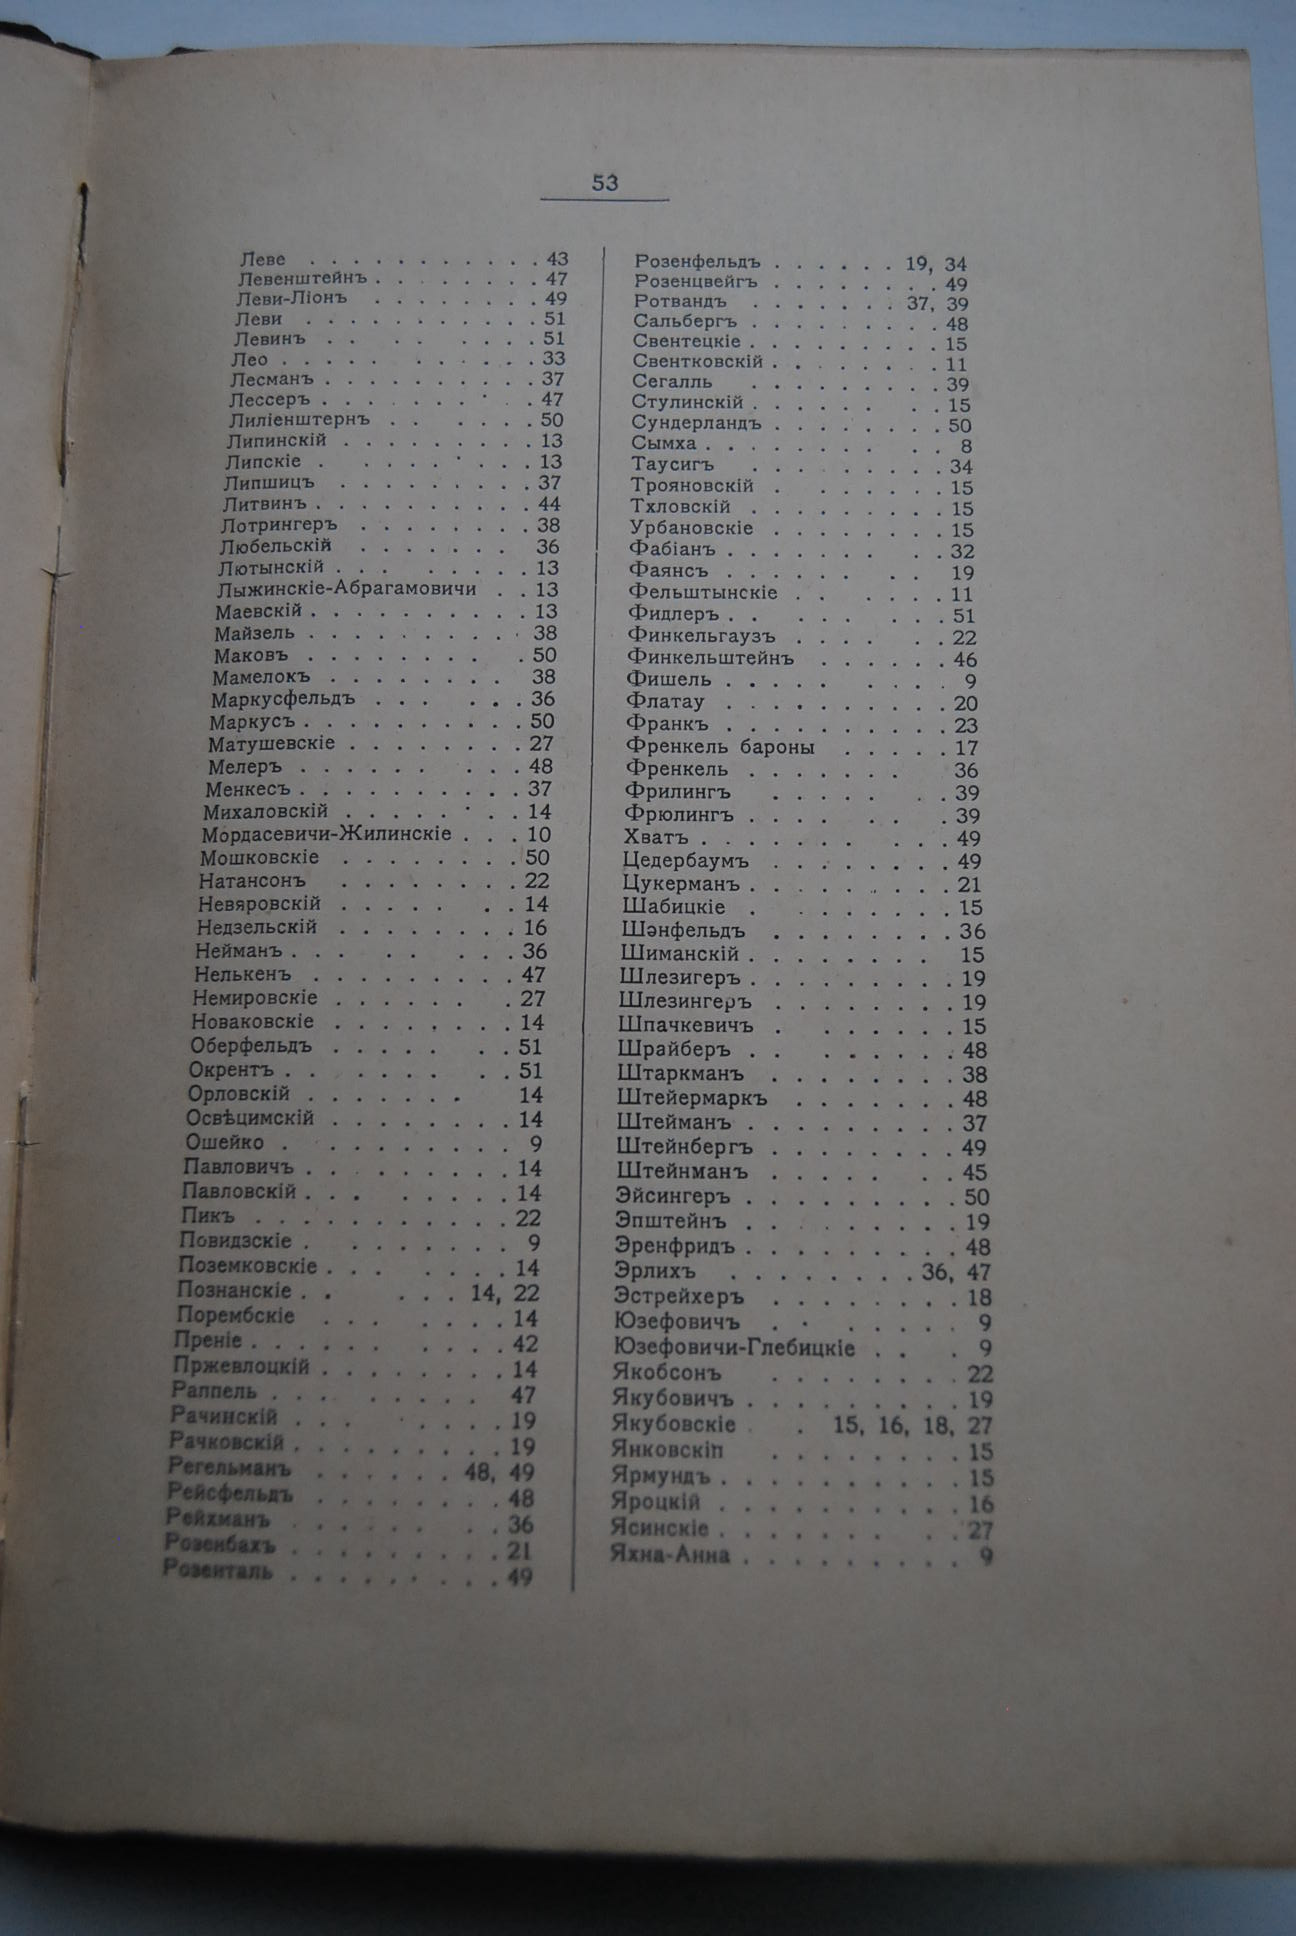 53
Леве . . . . . . . . . . . 43
Левенштейнъ . . . . . . . 47
Леви-Ліонъ . . . . . . . 49
Леви . . . . . . . . . . . 51
Левинъ . . . . . . 51
Лео . . . . . . . . . . 33
Лесманъ . . . . . . . . . 37
Лессеръ . . . . . . . . . 47
Лиліенштернъ . . . . . . 50
Липинскій . . . . . . . . . 13
Липскіе . . . . . . . . . 13
Липшицъ . . . . . . . . . 37
Литвинъ . . . . . . . . . . 44
Лотрингеръ . . . . . . . . 38
Любельскій . . . . . . . 36
Лютынскій . . . . . . . . 13
Лыжинскіе-Абрагамовичи . . 13
Маевскій . . . . . . . . . . 13
Майзель . . . . . . . . . 38
Маковъ . . . . . . . . . 50
Мамелокъ . . . . . . . . 38
Маркусфельдъ . . . . . . 36
Маркусъ . . . . . . . . . . 50
Матушевскіе . . . . . . . . 27
Мелеръ . . . . . . . . . 48
Менкесъ . . . . . . . . . . 37
Михаловскій . . . . . . . . 14
Мордасевичи-Жилинскіе . . . 10
Мошковскіе . . . . . . . . 50
Натансонъ . . . . . . . . 22
Невяровскій . . . . . . . 14
Недзельскій . . . . . . . . 16
Нейманъ . . . . . . . . 36
Нелькенъ . . . . . . . . . 47
Немировскіе . . . . . . . 27
Новаковскіе . . . . . . . . 14
Оберфельдъ . . . . . . . 51
Окрентъ . . . . . . . . 51
Орловскій . . . . . . . 14
Освѣцимскій . . . . . . . . 14
Ошейко . . . . . . . . . 9
Павловичъ . . . . . . . . . 14
Павловскій . . . . . . . . 14
Пикъ . . . . . . . . . . . 22
Повидзскіе . . . . . . . . 9
Поземковскіе . . . . . . . 14
Познанскіе . . . . . 14, 22
Порембскіе . . . . . . . 14
Преніе . . . . . . . . . 42
Пржевлоцкій . . . . . . . . 14
Раппель . . . . . . . . 47
Рачинскій . . . . . . . . 19
Рачковскій . . . . . . . . . 19
Регельманъ . . . . . . 48, 49
Рейсфельдъ . . . . . . . . 48
Рейхманъ . . . . . . . 36
Розенбахъ . . . . . . . . . 21
Розенталь . . . . . . . . . 49
Розенфельдъ . . . . . . 19, 34
Розенцвейгъ . . . . . . . . 49
Ротвандъ . . . . . . . 37, 39
Сальбергъ . . . . . . . . . 48
Свентецкіе . . . . . . . . . 15
Свентковскій . . . . . . . . 11
Сегалль . . . . . . . . . 39
Стулинскій . . . . . . . . 15
Сундерландъ . . . . . . . . 50
Сымха . . . . . . . . . . 8
Таусигъ . . . . . . . . . 34
Трояновскій . . . . . . . 15
Тхловскій . . . . . . . . . 15
Урбановскіе . . . . . . . . 15
Фабіанъ . . . . . . . . . 32
Фаянсъ . . . . . . . . 19
Фельштынскіе . . . . . . 11
Фидлеръ . . . . . . . . 51
Финкельгаузъ . . . . . . 22
Финкельштейнъ . . . . . . 46
Фишель . . . . . . . . . 9
Флатау . . . . . . . . . . 20
Франкъ . . . . . . . . . . 23
Френкель бароны . . . . . 17
Френкель . . . . . . . 36
Фрилингъ . . . . . . . 39
Фрюлингъ . . . . . . . . 39
Хватъ . . . . . . . . . . 49
Цедербаумъ . . . . . . . . 49
Цукерманъ . . . . . . . . . 21
Шабицкіе . . . . . . . . 15
Шэнфельдъ . . . . . . . . 36
Шиманскій . . . . . . . . 15
Шлезигеръ . . . . . . . . . 19
Шлезингеръ . . . . . . . . 19
Шпачкевичъ . . . . . . . 15
Шрайберъ . . . . . . . . 48
Штаркманъ . . . . . . . . 38
Штейермаркъ . . . . . . . 48
Штейманъ . . . . . . . . . 37
Штейнбергъ . . . . . . . . 49
Штейнманъ . . . . . . . 45
Эйсингеръ . . . . . . . . . 50
Эпштейнъ . . . . . . . . . 19
Эренфридъ . . . . . . . . . 48
Эрлихъ . . . . . . . . 36, 47
Эстрейхеръ . . . . . . . . 18
Юзефовичъ . . . . . . . 9
Юзефовичи-Глебицкіе . . . 9
Якобсонъ . . . . . . . . 22
Якубовичъ . . . . . . . . . 19
Якубовскіе . . 15, 16, 18, 27
Янковскіп . . . . . . . . 15
Ярмундъ . . . . . . . . . . 15
Яроцкій . . . . . . . . . . 16
Ясинскіе . . . . . . . . . 27
Яхна-Анна . . . . . . . . . 9